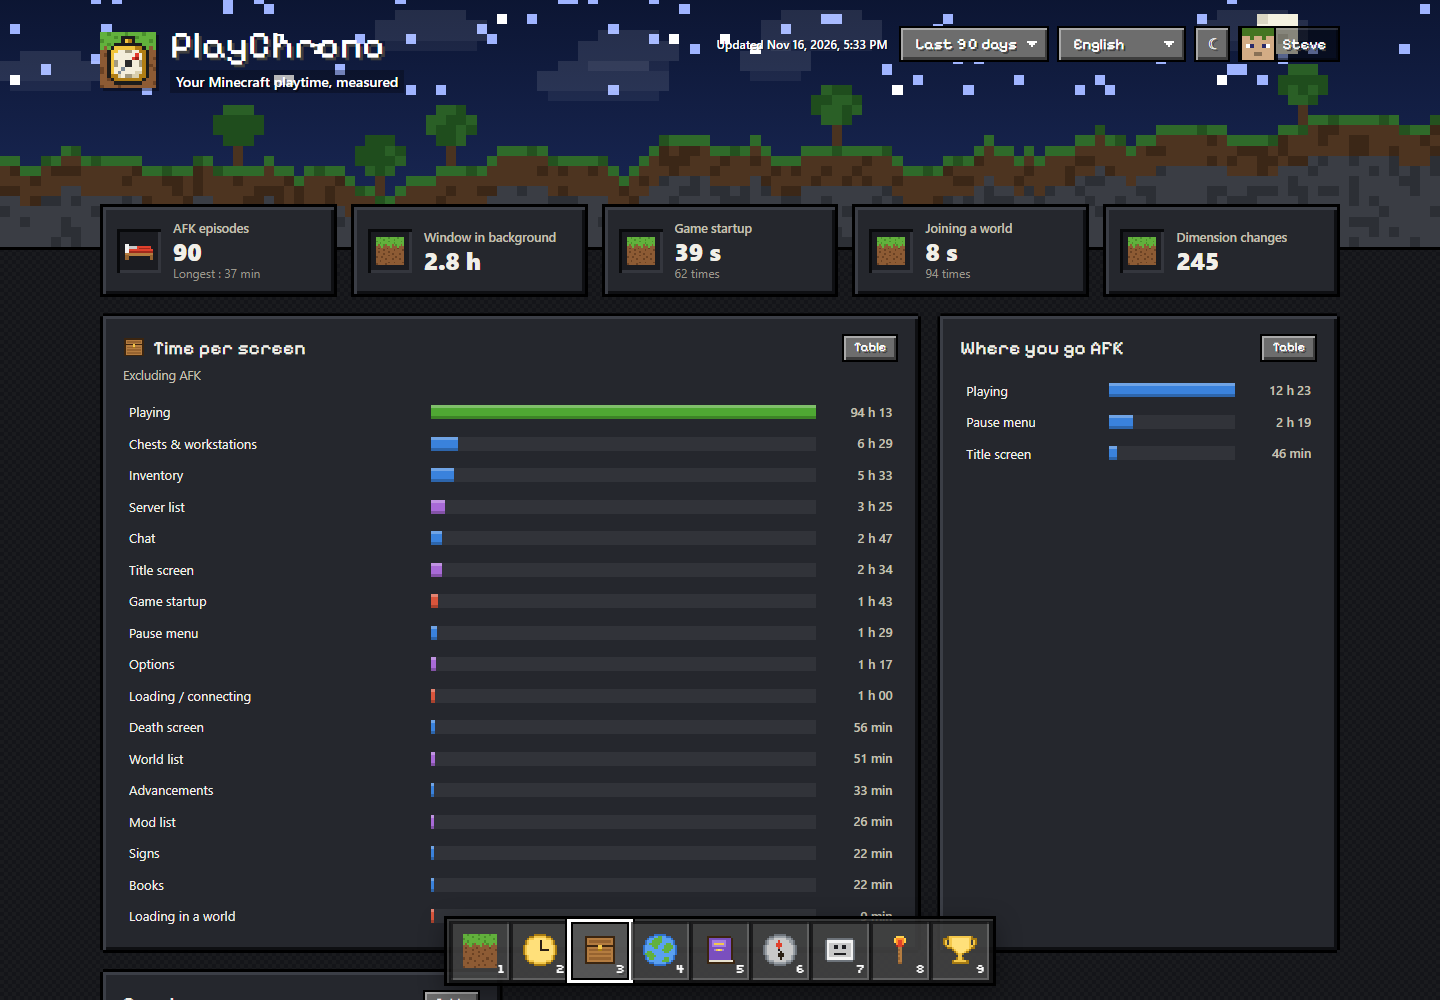 PlayChrono
Your Minecraft playtime, measured
Updated Nov 16, 2026, 5:33 PM
Last 90 days
English
Steve
AFK episodes
90
Longest : 37 min
Window in background
2.8 h
Game startup
39 s
62 times
Joining a world
8 s
94 times
Dimension changes
245
Time per screen
Table
Excluding AFK
Playing 94 h 13
Chests & workstations 6 h 29
Inventory 5 h 33
Server list 3 h 25
Chat 2 h 47
Title screen 2 h 34
Game startup 1 h 43
Pause menu 1 h 29
Options 1 h 17
Loading / connecting 1 h 00
Death screen 56 min
World list 51 min
Advancements 33 min
Mod list 26 min
Signs 22 min
Books 22 min
Loading in a world 9 min
Where you go AFK
Table
Playing 12 h 23
Pause menu 2 h 19
Title screen 46 min
1 2 3 4 5 6 7 8 9